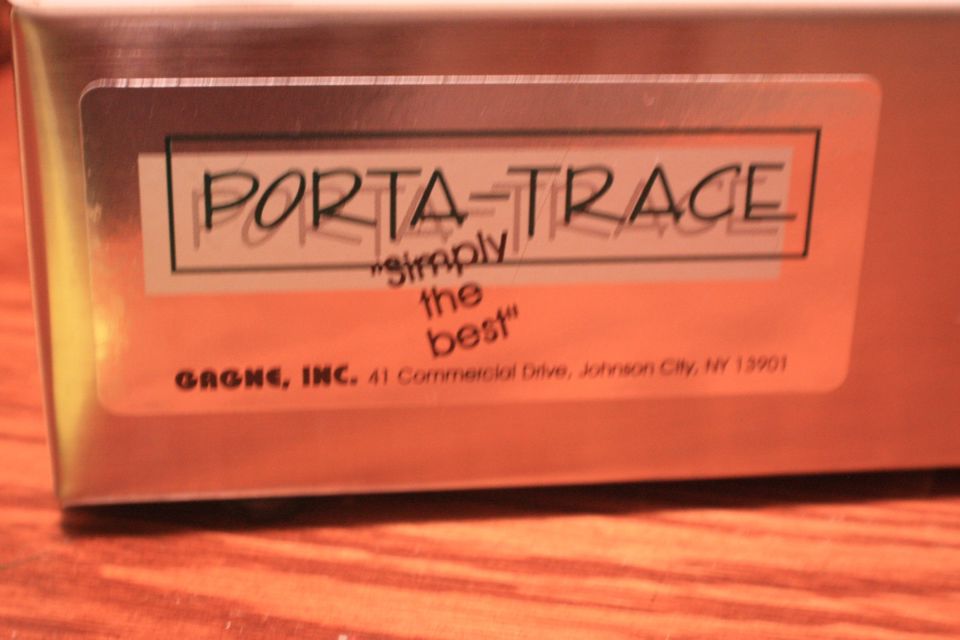 PORTA-TRACE
"simply
the
best"
GAGNE, INC. 41 Commercial Drive, Johnson City, NY 13901